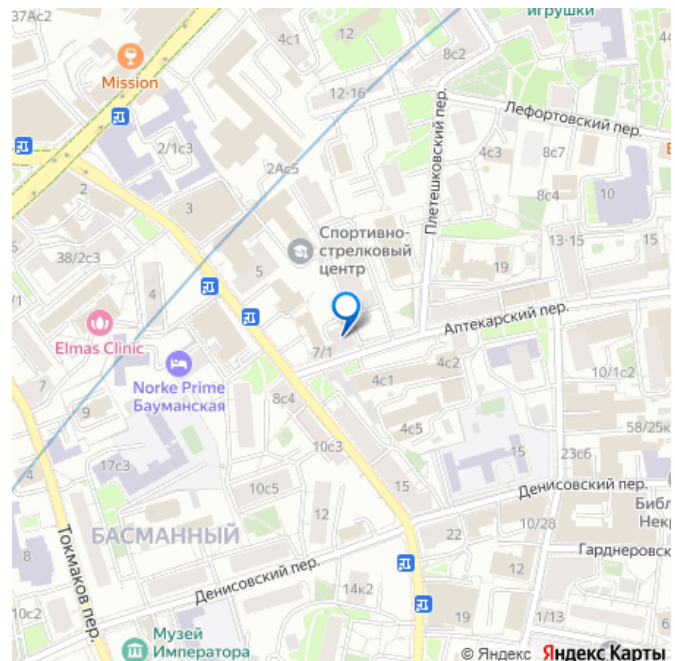 37Ас2
игрушки
4с1
8с2
44
Mission
12-16
Лефортовский пер.
2/1с3
2Ас5
4с3
8с7
8с4
10
2
3
Плетешковский пер.
Спортивно-
стрелковый
центр
13-15
15
38/2с3
5
19
4
/1
Аптекарский пер.
Elmas Clinic
7/1
4с2
Norke Prime
Бауманская
4с1
10/1с2
7
9
8с4
4с5
58/25к
10с3
23с6
17с3
15
15
10с5
Денисовский пер.
12
Библ
Нек
БАСМАННЫЙ
22
10/28
8
Гарднеровск
Токмаков пер.
Денисовский пер.
14к2
10с2
19
1/13
Музей
Императора
© Яндекс Яндекс Карты